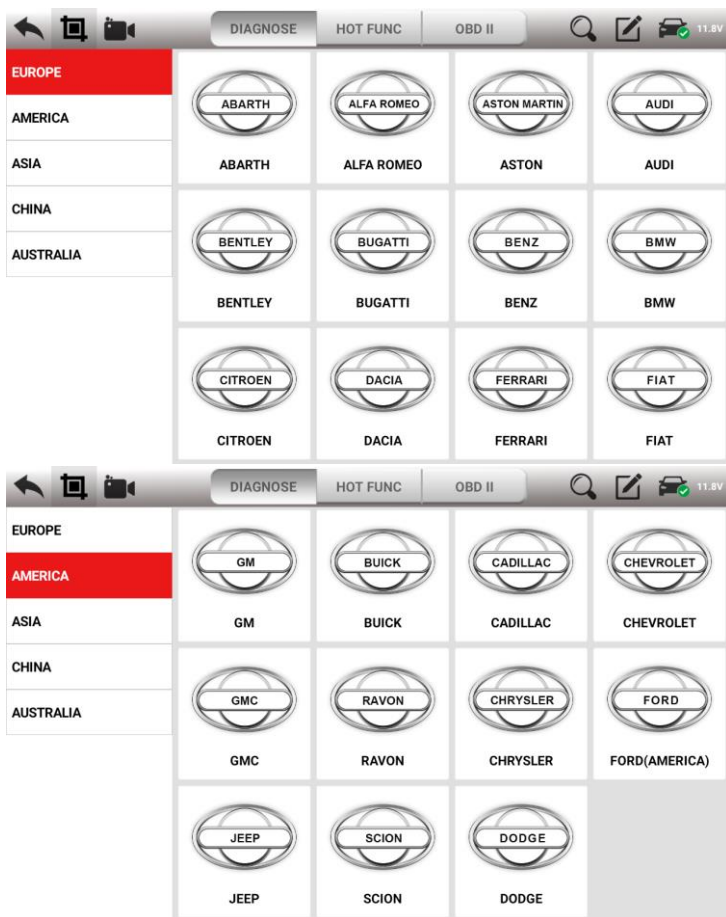 DIAGNOSE HOT FUNC OBD II 11.8V
EUROPE
AMERICA
ASIA
CHINA
AUSTRALIA
ABARTH ALFA ROMEO ASTON MARTIN AUDI
ABARTH ALFA ROMEO ASTON AUDI
BENTLEY BUGATTI BENZ BMW
BENTLEY BUGATTI BENZ BMW
CITROEN DACIA FERRARI FIAT
CITROEN DACIA FERRARI FIAT
DIAGNOSE HOT FUNC OBD II 11.8V
EUROPE
AMERICA
ASIA
CHINA
AUSTRALIA
GM BUICK CADILLAC CHEVROLET
GM BUICK CADILLAC CHEVROLET
GMC RAVON CHRYSLER FORD
GMC RAVON CHRYSLER FORD(AMERICA)
JEEP SCION DODGE
JEEP SCION DODGE